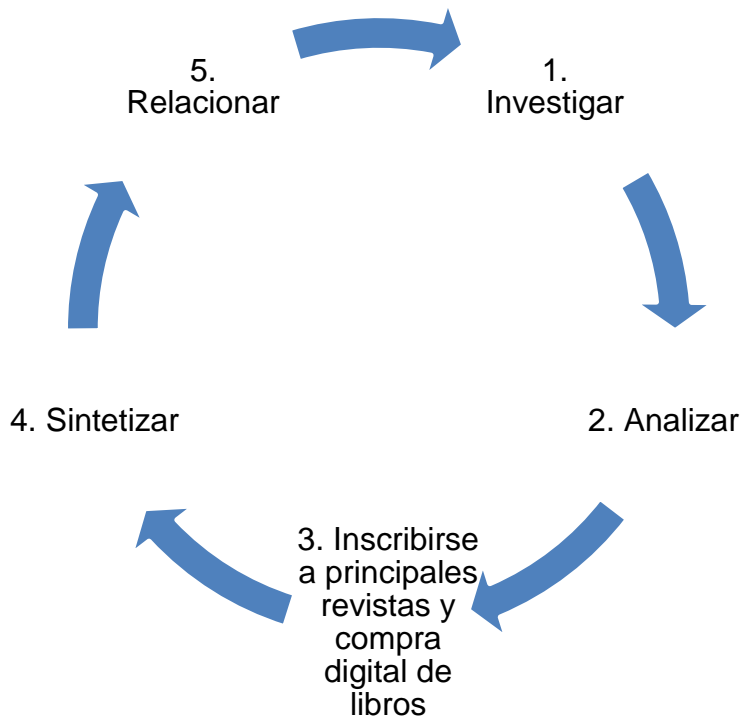 1.
Investigar
2. Analizar
3. Inscribirse
a principales
revistas y
compra
digital de
libros
4. Sintetizar
5.
Relacionar